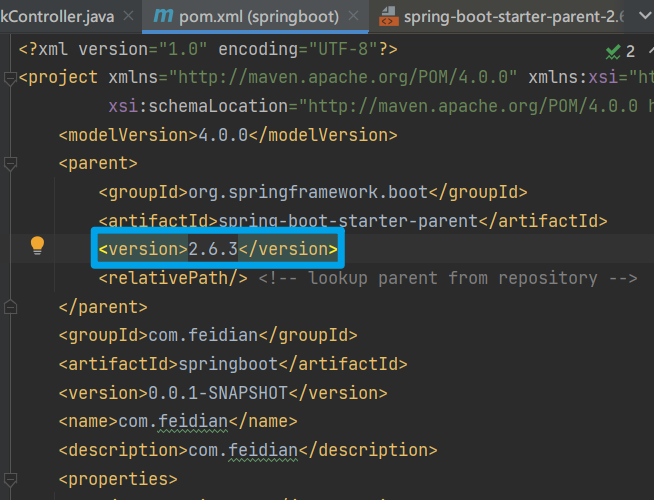 kController.java
pom.xml (springboot)
spring-boot-starter-parent-2.6
<?xml version="1.0" encoding="UTF-8"?>
2
<project xmlns="http://maven.apache.org/POM/4.0.0" xmlns:xsi="ht
xsi:schemaLocation="http://maven.apache.org/POM/4.0.0 h
<modelVersion>4.0.0</modelVersion>
<parent>
<groupId>org.springframework.boot</groupId>
<artifactId>spring-boot-starter-parent</artifactId>
<version>2.6.3</version>
<relativePath/> <!-- lookup parent from repository -->
</parent>
<groupId>com.feidian</groupId>
<artifactId>springboot</artifactId>
<version>0.0.1-SNAPSHOT</version>
<name>com.feidian</name>
<description>com.feidian</description>
<properties>